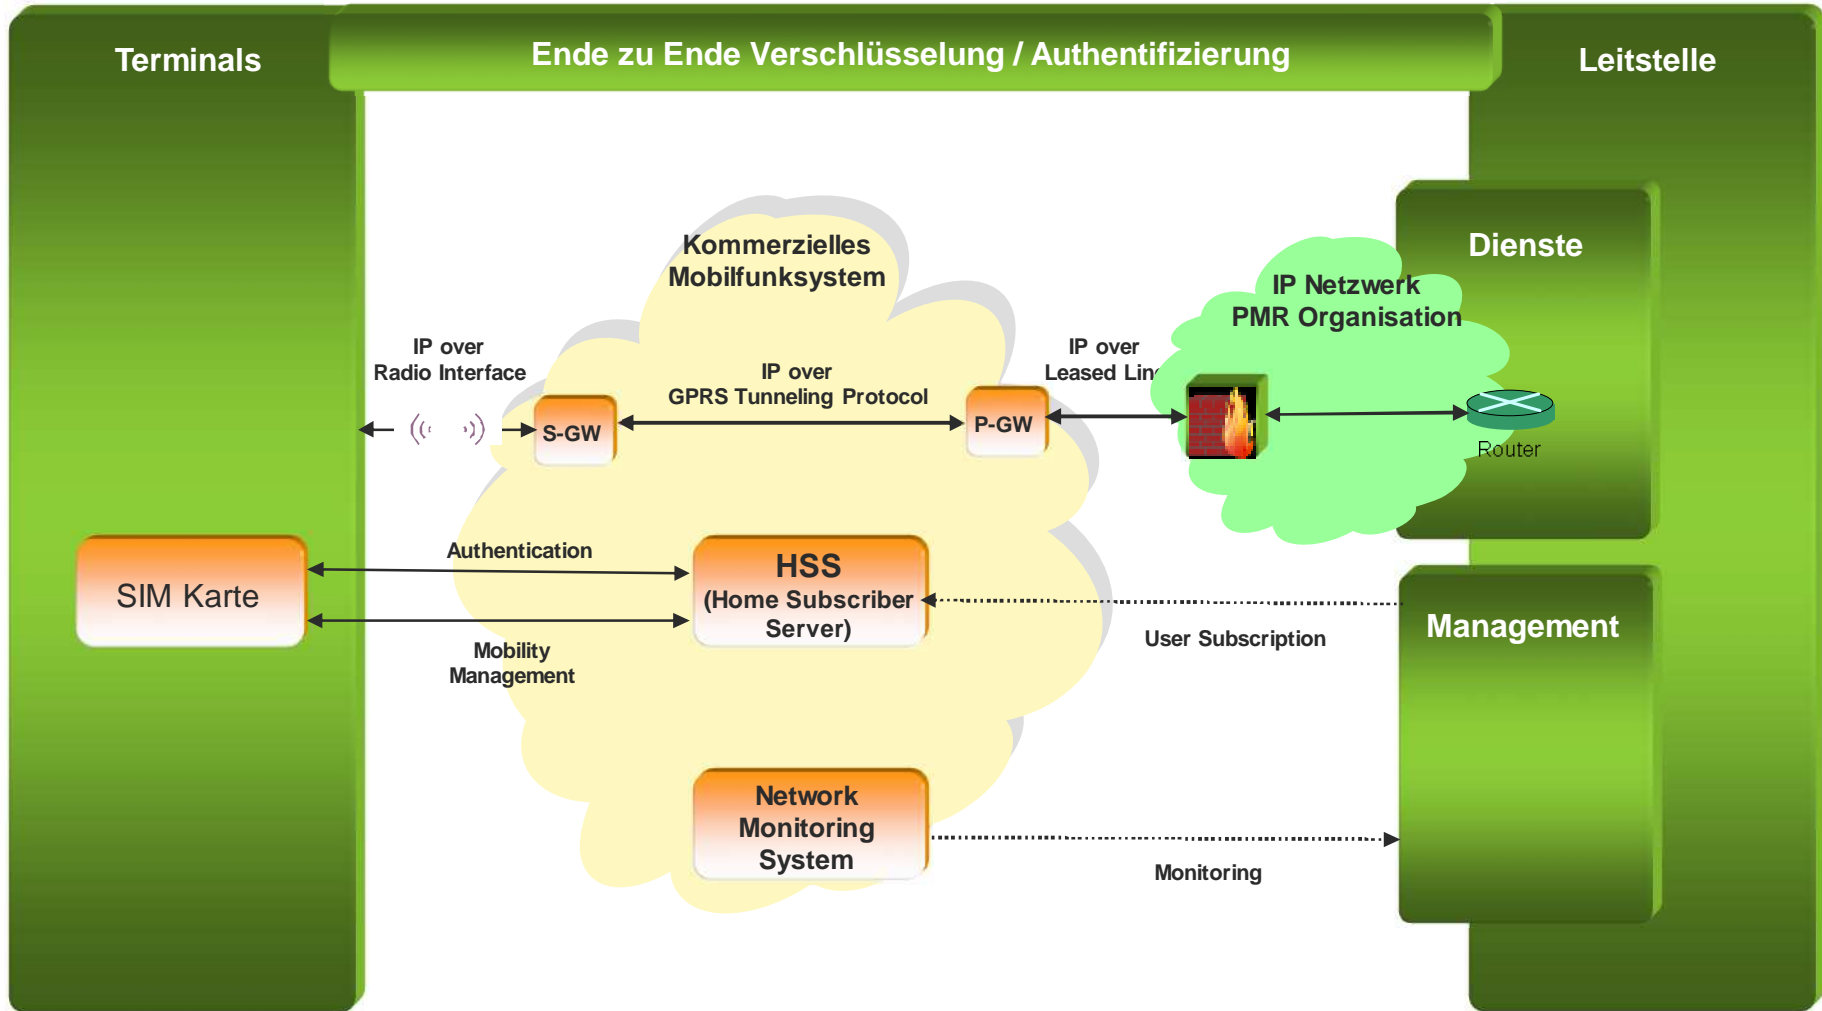 Terminals
Ende zu Ende Verschlüsselung / Authentifizierung
Leitstelle
Kommerzielles
Mobilfunksystem
Dienste
IP Netzwerk
PMR Organisation
IP over
Radio Interface
IP over
GPRS Tunneling Protocol
IP over
Leased Line
S-GW
P-GW
Router
SIM Karte
Authentication
HSS
(Home Subscriber
Server)
Mobility
Management
User Subscription
Management
Network
Monitoring
System
Monitoring